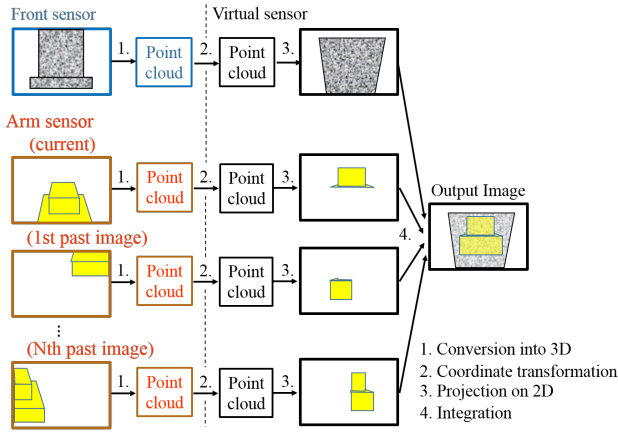 Front sensor
Virtual sensor
1.
Point
cloud
2.
Point
cloud
3.
Arm sensor
(current)
1.
Point
cloud
2.
Point
cloud
3.
Output Image
(1st past image)
1.
Point
cloud
2.
Point
cloud
3.
4.
...
(Nth past image)
1.
Point
cloud
2.
Point
cloud
3.
1. Conversion into 3D
2. Coordinate transformation
3. Projection on 2D
4. Integration